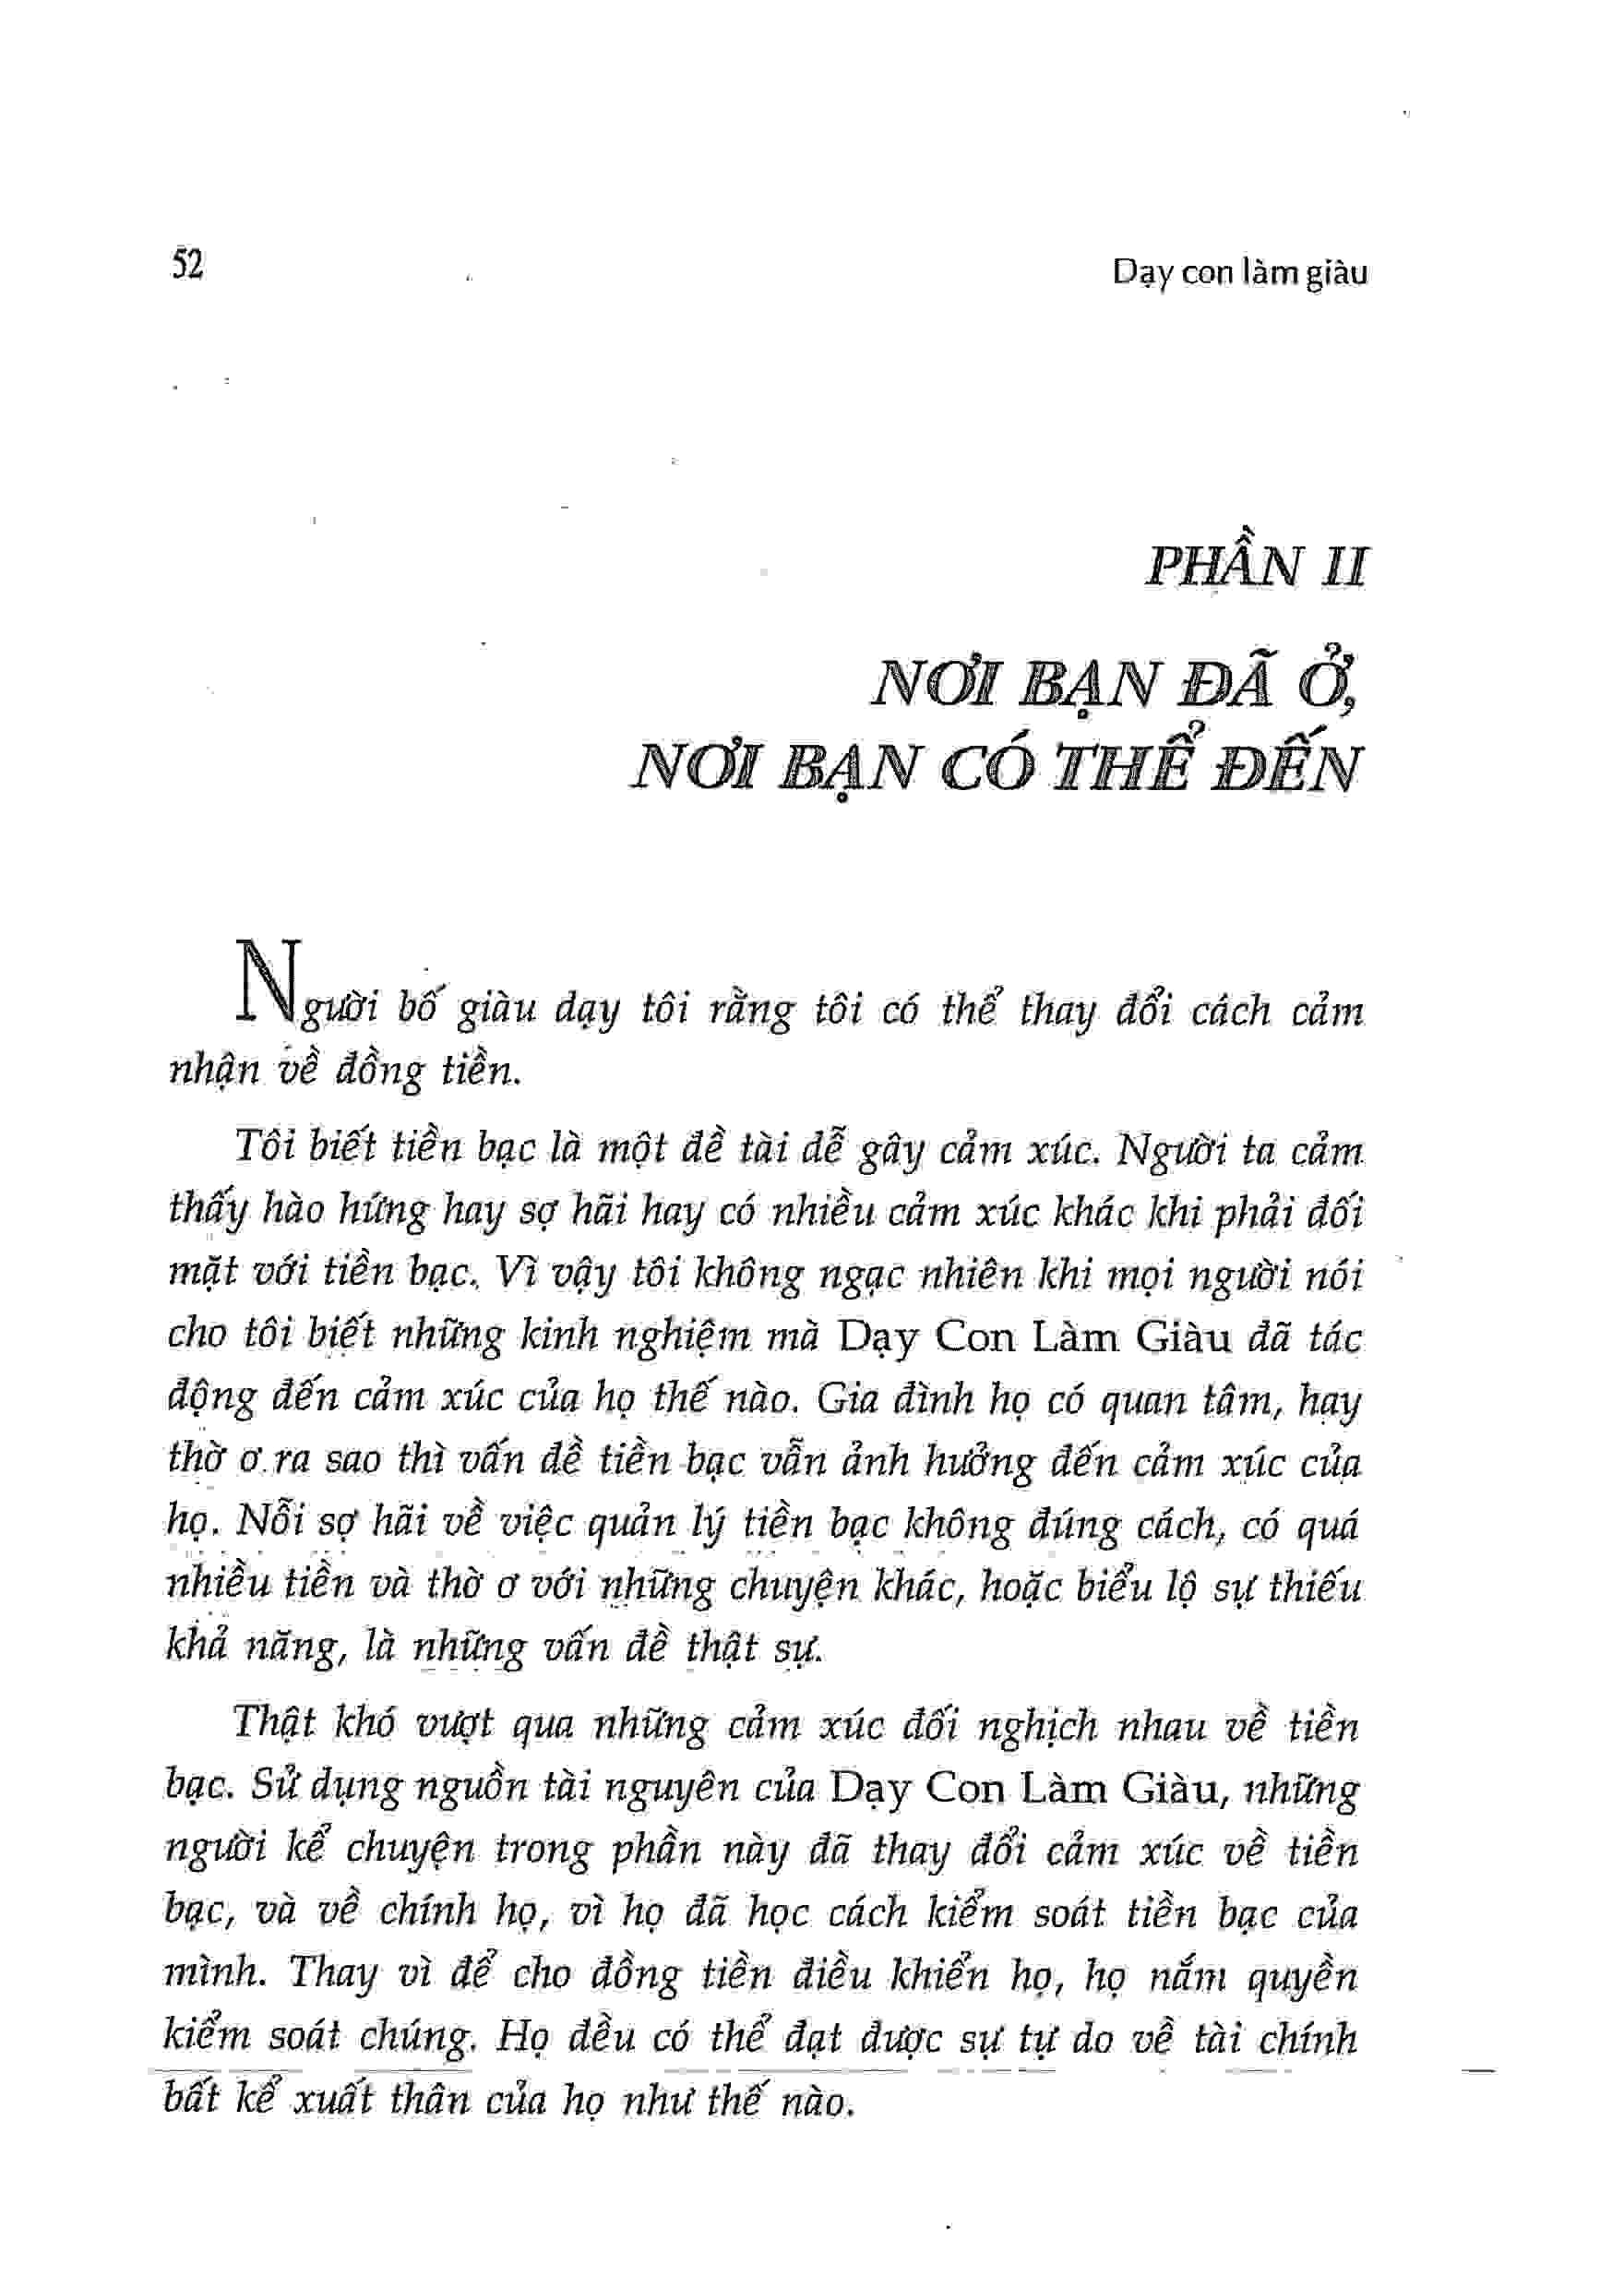 52
Dạy con làm giàu
PHẦN II
NƠI BẠN ĐÃ Ở,
NƠI BẠN CÓ THỂ ĐẾN
Người bố giàu dạy tôi rằng tôi có thể thay đổi cách cảm
nhận về đồng tiền.
Tôi biết tiền bạc là một đề tài dễ gây cảm xúc. Người ta cảm
thấy hào hứng hay sợ hãi hay có nhiều cảm xúc khác khi phải đối
mặt với tiền bạc. Vì vậy tôi không ngạc nhiên khi mọi người nói
cho tôi biết những kinh nghiệm mà Dạy Con Làm Giàu đã tác
động đến cảm xúc của họ thế nào. Gia đình họ có quan tâm, hay
thờ ơ ra sao thì vấn đề tiền bạc vẫn ảnh hưởng đến cảm xúc của
họ. Nỗi sợ hãi về việc quản lý tiền bạc không đúng cách, có quá
nhiều tiền và thờ ơ với những chuyện khác, hoặc biểu lộ sự thiếu
khả năng, là những vấn đề thật sự.
Thật khó vượt qua những cảm xúc đối nghịch nhau về tiền
bạc. Sử dụng nguồn tài nguyên của Dạy Con Làm Giàu, những
người kể chuyện trong phần này đã thay đổi cảm xúc về tiền
bạc, và về chính họ, vì họ đã học cách kiểm soát tiền bạc của
mình. Thay vì để cho đồng tiền điều khiển họ, họ nắm quyền
kiểm soát chúng. Họ đều có thể đạt được sự tự do về tài chính
bất kể xuất thân của họ như thế nào.